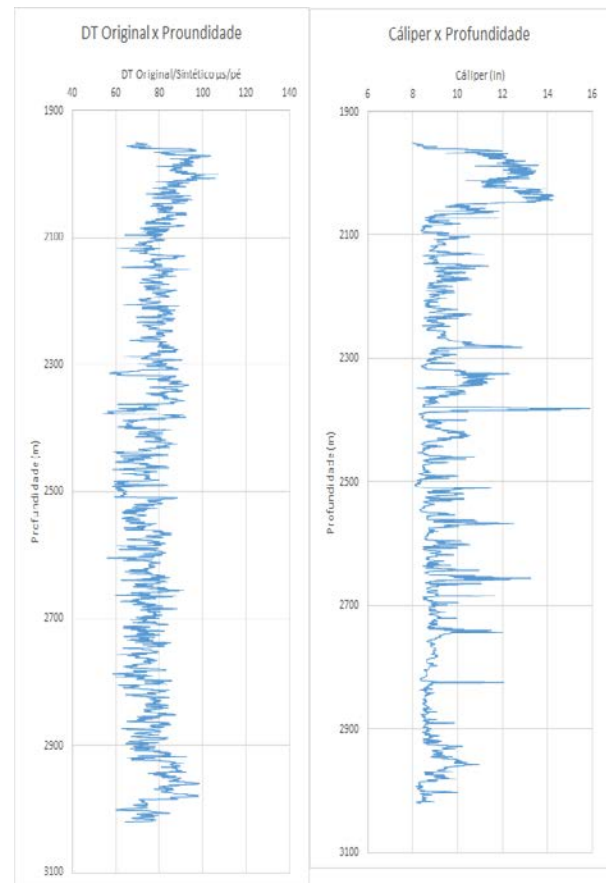 DT Original x Proundidade
DT Original/Sintético µs/pé
40 60 80 100 120 140
1900
2100
2300
2500
2700
2900
3100
Profundidade (m)
Cáliper x Profundidade
Cáliper (in)
6 8 10 12 14 16
1900
2100
2300
2500
2700
2900
3100
Profundidade (m)